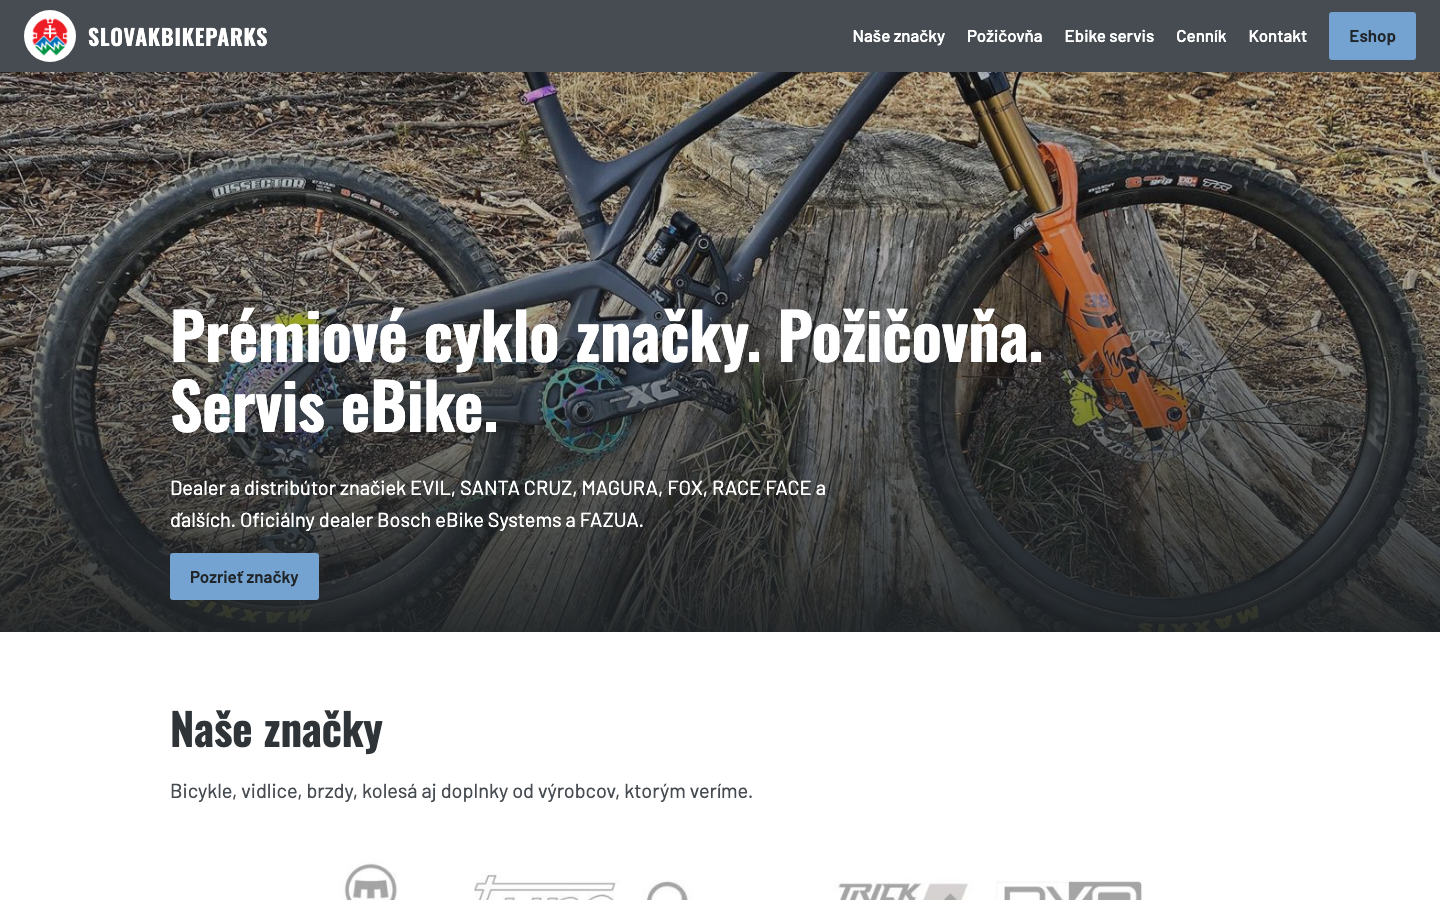 SLOVAKBIKEPARKS
Naše značky
Požičovňa
Ebike servis
Cenník
Kontakt
Eshop
DISSECTOR
Prémiové cyklo značky. Požičovňa.
Servis eBike.
Dealer a distribútor značiek EVIL, SANTA CRUZ, MAGURA, FOX, RACE FACE a
ďalších. Oficiálny dealer Bosch eBike Systems a FAZUA.
Pozrieť značky
MAXXIS
MAXXIS
Naše značky
Bicykle, vidlice, brzdy, kolesá aj doplnky od výrobcov, ktorým veríme.